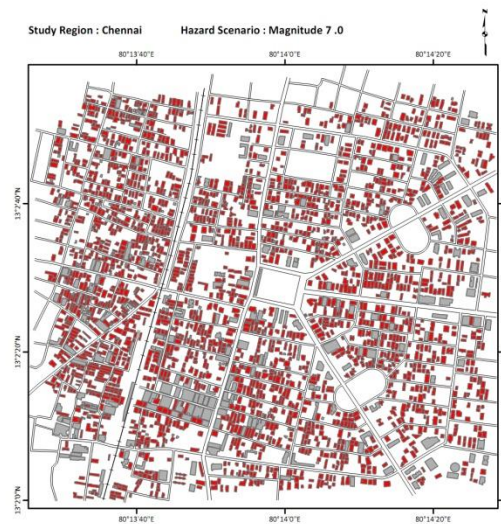 Study Region : Chennai Hazard Scenario : Magnitude 7 .0
N
80°13'40"E 80°14'0"E 80°14'20"E
13°2'40"N
13°2'20"N
13°2'0"N
80°13'40"E 80°14'0"E 80°14'20"E